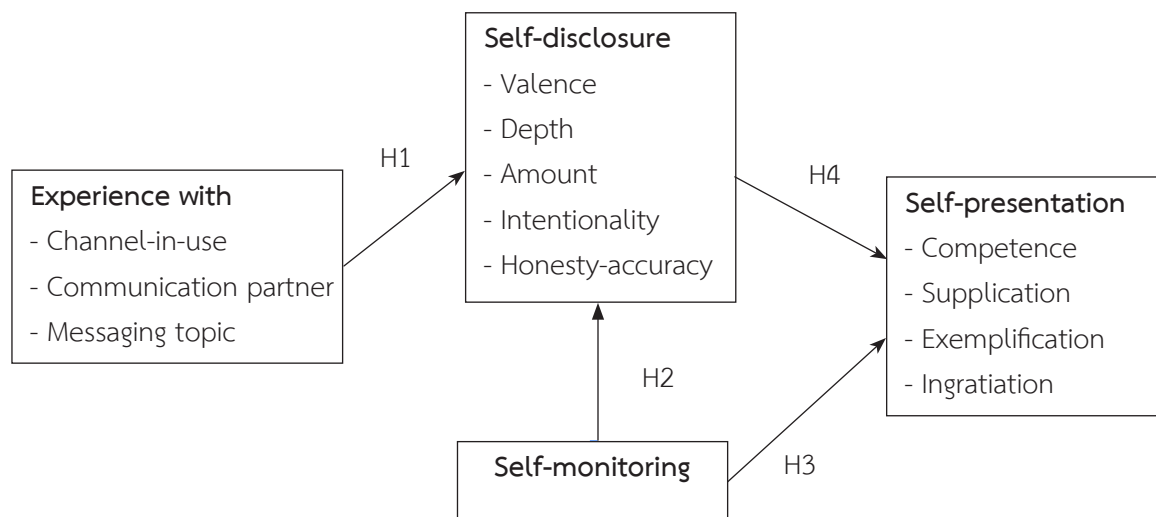 Self-disclosure
- Valence
- Depth
- Amount
- Intentionality
- Honesty-accuracy
H1
H4
Experience with
- Channel-in-use
- Communication partner
- Messaging topic
Self-presentation
- Competence
- Supplication
- Exemplification
- Ingratiation
H2
Self-monitoring
H3